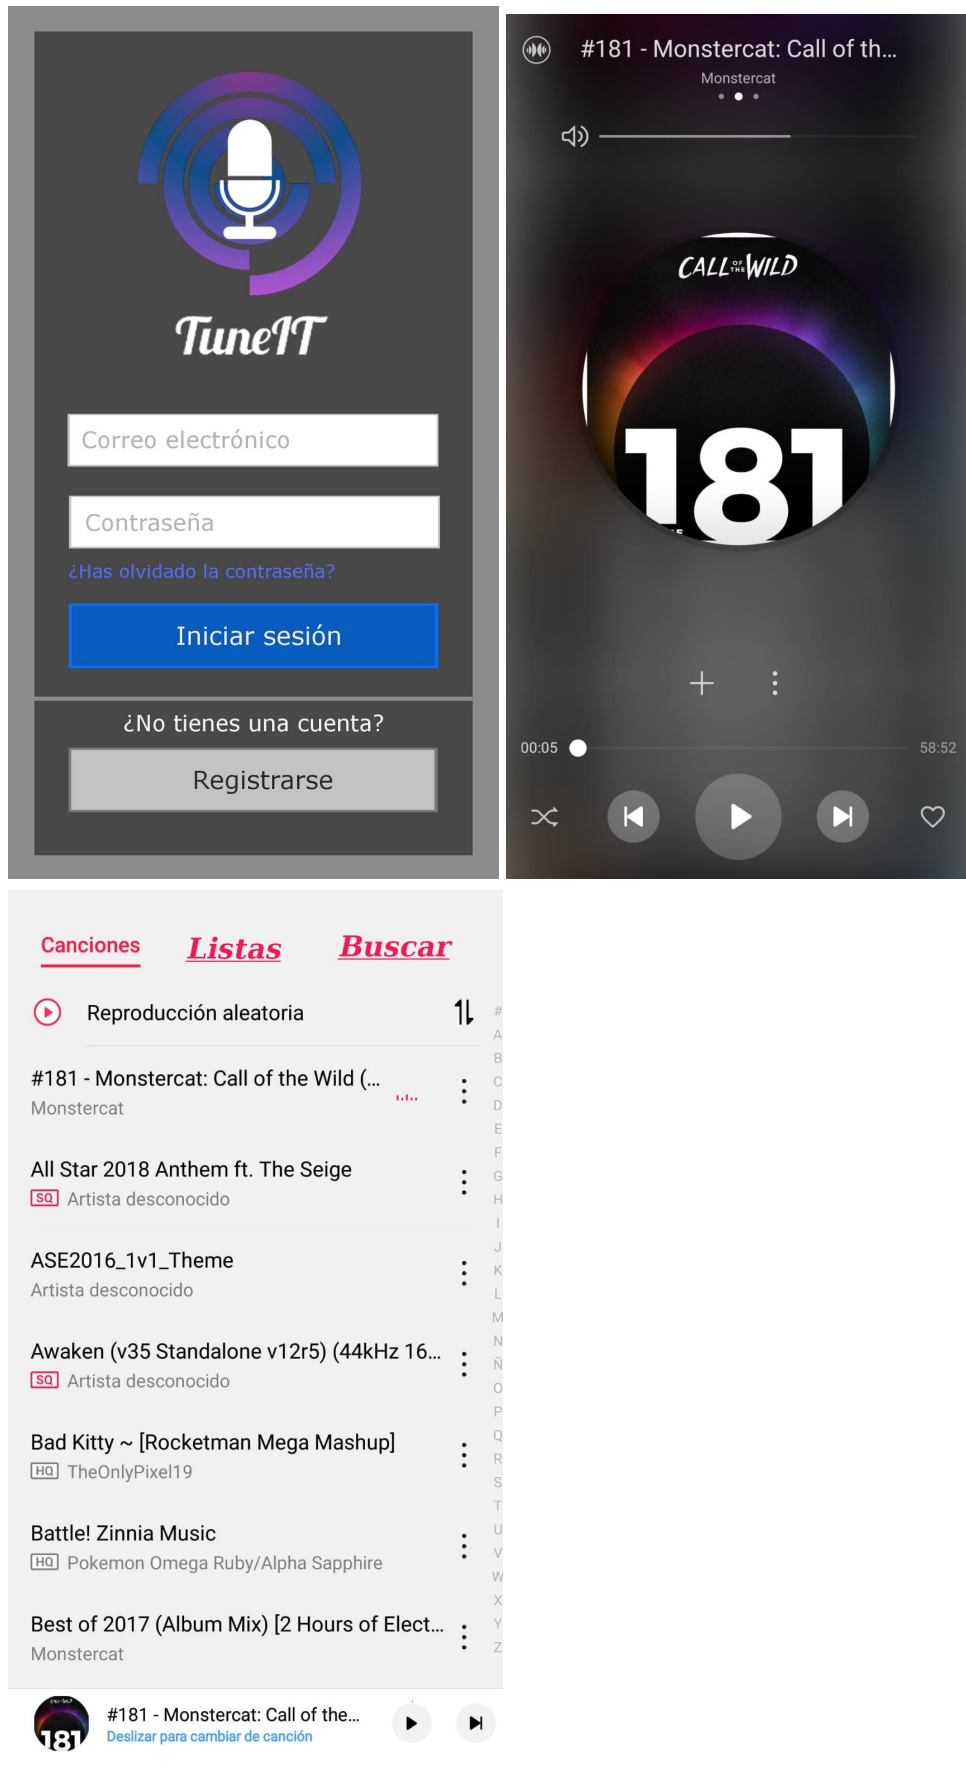 TuneIT
Correo electrónico
Contraseña
¿Has olvidado la contraseña?
Iniciar sesión
¿No tienes una cuenta?
Registrarse
#181 - Monstercat: Call of th...
Monstercat
CALL OF THE WILD
181
00:05
58:52
Canciones
Listas
Buscar
Reproducción aleatoria
#181 - Monstercat: Call of the Wild (...
Monstercat
All Star 2018 Anthem ft. The Seige
SQ Artista desconocido
ASE2016_1v1_Theme
Artista desconocido
Awaken (v35 Standalone v12r5) (44kHz 16...
SQ Artista desconocido
Bad Kitty ~ [Rocketman Mega Mashup]
HQ TheOnlyPixel19
Battle! Zinnia Music
HQ Pokemon Omega Ruby/Alpha Sapphire
Best of 2017 (Album Mix) [2 Hours of Elect...
Monstercat
#
A
B
C
D
E
F
G
H
I
J
K
L
M
N
Ñ
O
P
Q
R
S
T
U
V
W
X
Y
Z
181
#181 - Monstercat: Call of the...
Deslizar para cambiar de canción